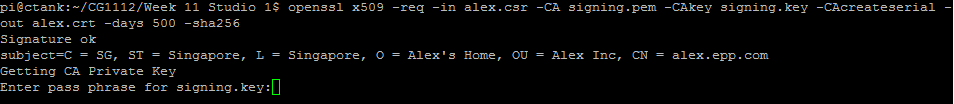 pi@ctank:~/CG1112/Week 11 Studio 1$ openssl x509 -req -in alex.csr -CA signing.pem -CAkey signing.key -CAcreateserial -
out alex.crt -days 500 -sha256
Signature ok
subject=C = SG, ST = Singapore, L = Singapore, O = Alex's Home, OU = Alex Inc, CN = alex.epp.com
Getting CA Private Key
Enter pass phrase for signing.key: